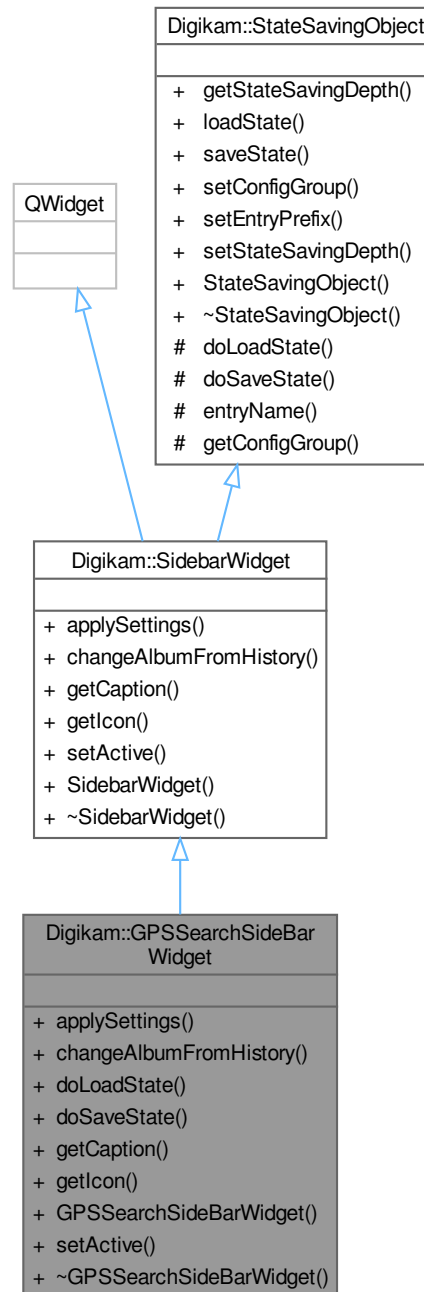 Digikam::StateSavingObject
+ getStateSavingDepth()
+ loadState()
+ saveState()
+ setConfigGroup()
+ setEntryPrefix()
+ setStateSavingDepth()
+ StateSavingObject()
+ ~StateSavingObject()
# doLoadState()
# doSaveState()
# entryName()
# getConfigGroup()
QWidget
Digikam::SidebarWidget
+ applySettings()
+ changeAlbumFromHistory()
+ getCaption()
+ getIcon()
+ setActive()
+ SidebarWidget()
+ ~SidebarWidget()
Digikam::GPSSearchSideBar
Widget
+ applySettings()
+ changeAlbumFromHistory()
+ doLoadState()
+ doSaveState()
+ getCaption()
+ getIcon()
+ GPSSearchSideBarWidget()
+ setActive()
+ ~GPSSearchSideBarWidget()